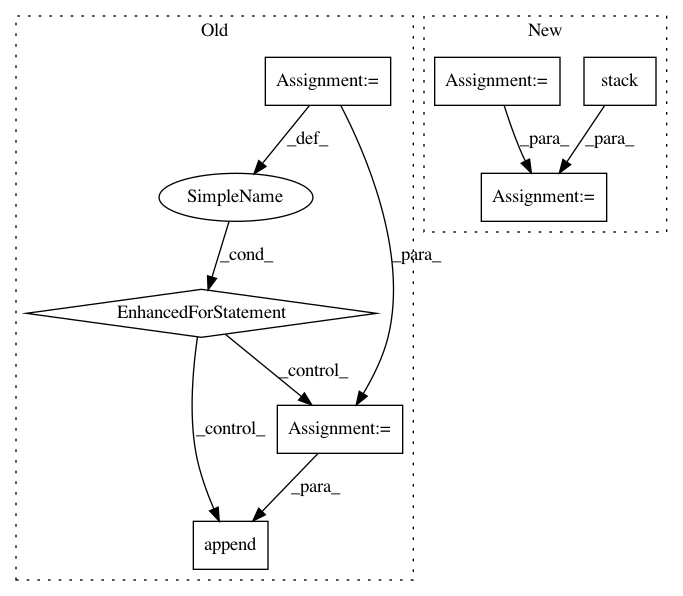 Old
New
Assignment:=
Assignment:=
stack
_def_
_para_
_para_
SimpleName
Assignment:=
_cond_
_para_
EnhancedForStatement
_control_
_control_
Assignment:=
_para_
append